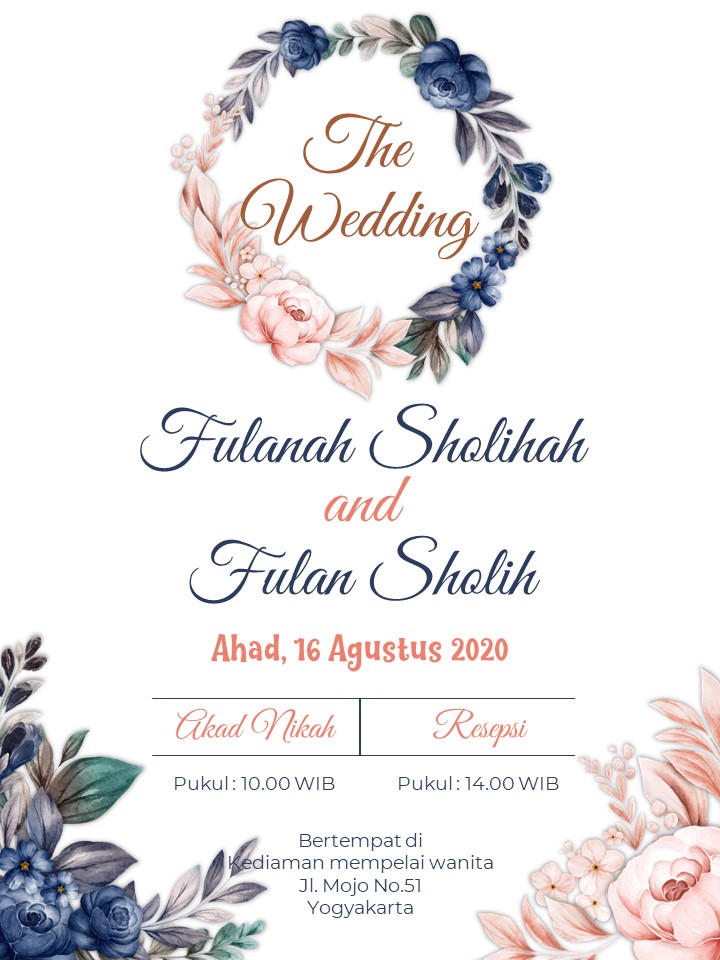 The
Wedding
Fulanah Sholihah
and
Fulan Sholih
Ahad, 16 Agustus 2020
Akad Nikah
Resepsi
Pukul : 10.00 WIB
Pukul : 14.00 WIB
Bertempat di
Kediaman mempelai wanita
Jl. Mojo No.51
Yogyakarta